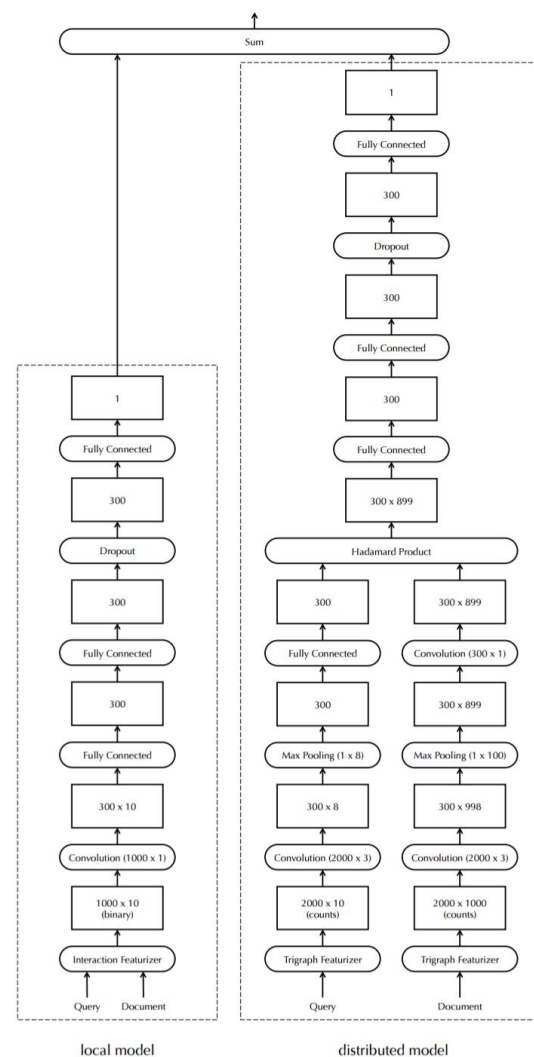 Sum
1
Fully Connected
300
Dropout
300
Fully Connected
300
Fully Connected
300 x 899
Hadamard Product
300
300 x 899
Fully Connected
Convolution (300 x 1)
300
300 x 899
Max Pooling (1 x 8)
Max Pooling (1 x 100)
300 x 8
300 x 998
Convolution (2000 x 3)
Convolution (2000 x 3)
2000 x 10
(counts)
2000 x 1000
(counts)
Trigraph Featurizer
Trigraph Featurizer
Query
Document
distributed model
1
Fully Connected
300
Dropout
300
Fully Connected
300
Fully Connected
300 x 10
Convolution (1000 x 1)
1000 x 10
(binary)
Interaction Featurizer
Query
Document
local model